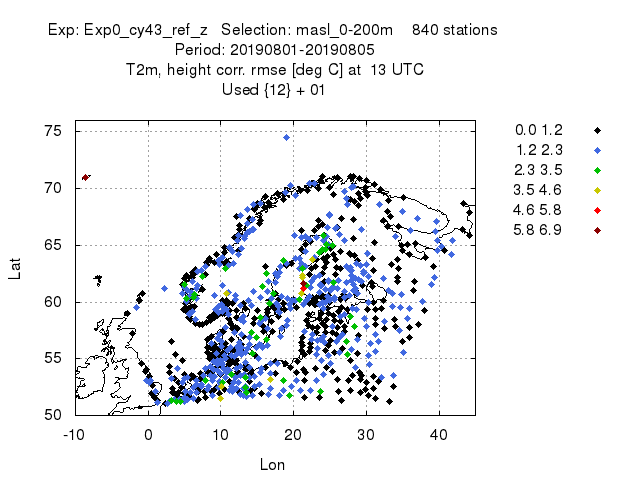 Exp: Exp0_cy43_ref_z Selection: masl_0-200m 840 stations
Period: 20190801-20190805
T2m, height corr. rmse [deg C] at 13 UTC
Used {12} + 01
75
70
65
60
55
50
Lat
-10 0 10 20 30 40
Lon
0.0 1.2
1.2 2.3
2.3 3.5
3.5 4.6
4.6 5.8
5.8 6.9